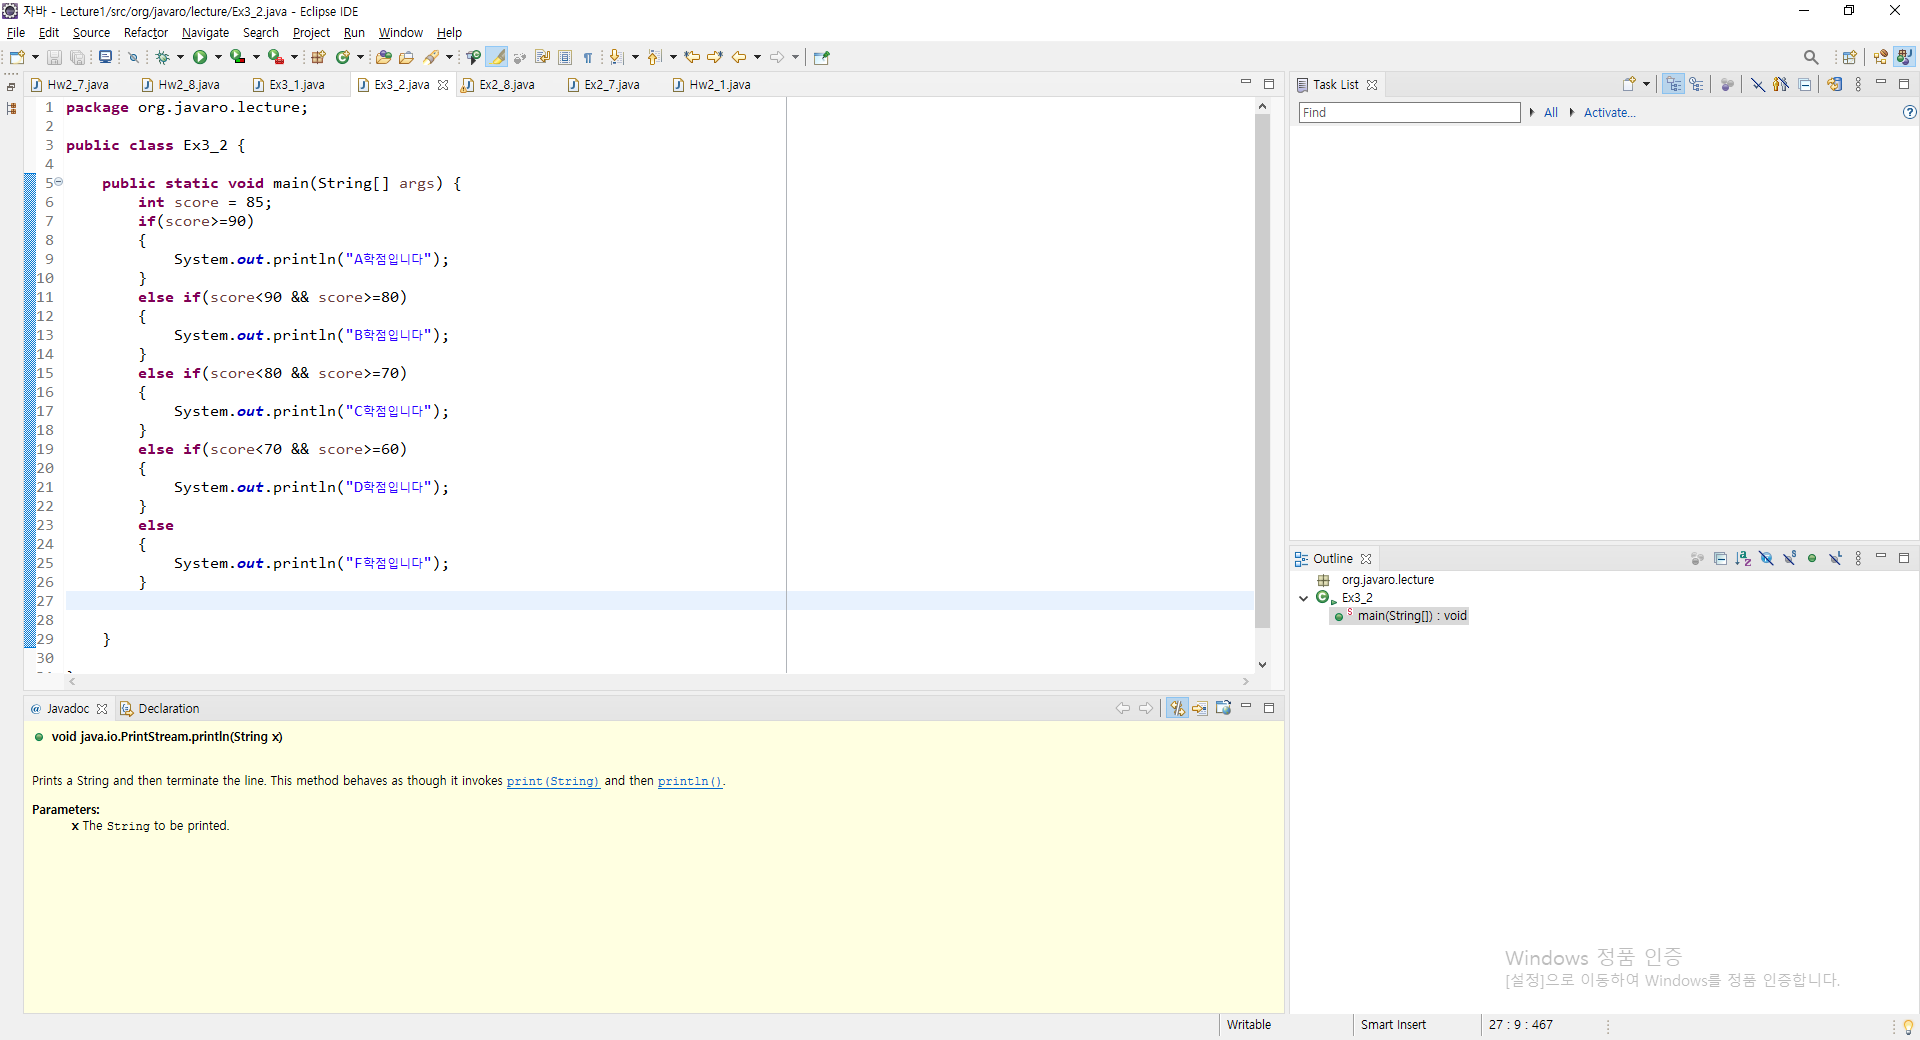 자바 - Lecture1/src/org/javaro/lecture/Ex3_2.java - Eclipse IDE
File Edit Source Refactor Navigate Search Project Run Window Help
Hw2_7.java Hw2_8.java Ex3_1.java Ex3_2.java Ex2_8.java Ex2_7.java Hw2_1.java
1 package org.javaro.lecture;
2
3 public class Ex3_2 {
4
5 public static void main(String[] args) {
6 int score = 85;
7 if(score>=90)
8 {
9 System.out.println("A학점입니다");
10 }
11 else if(score<90 && score>=80)
12 {
13 System.out.println("B학점입니다");
14 }
15 else if(score<80 && score>=70)
16 {
17 System.out.println("C학점입니다");
18 }
19 else if(score<70 && score>=60)
20 {
21 System.out.println("D학점입니다");
22 }
23 else
24 {
25 System.out.println("F학점입니다");
26 }
27
28
29 }
30
Task List
Find All Activate...
Outline
org.javaro.lecture
Ex3_2
main(String[]) : void
Javadoc Declaration
void java.io.PrintStream.println(String x)
Prints a String and then terminate the line. This method behaves as though it invokes print(String) and then println().
Parameters:
x The String to be printed.
Windows 정품 인증
[설정]으로 이동하여 Windows를 정품 인증합니다.
Writable Smart Insert 27 : 9 : 467